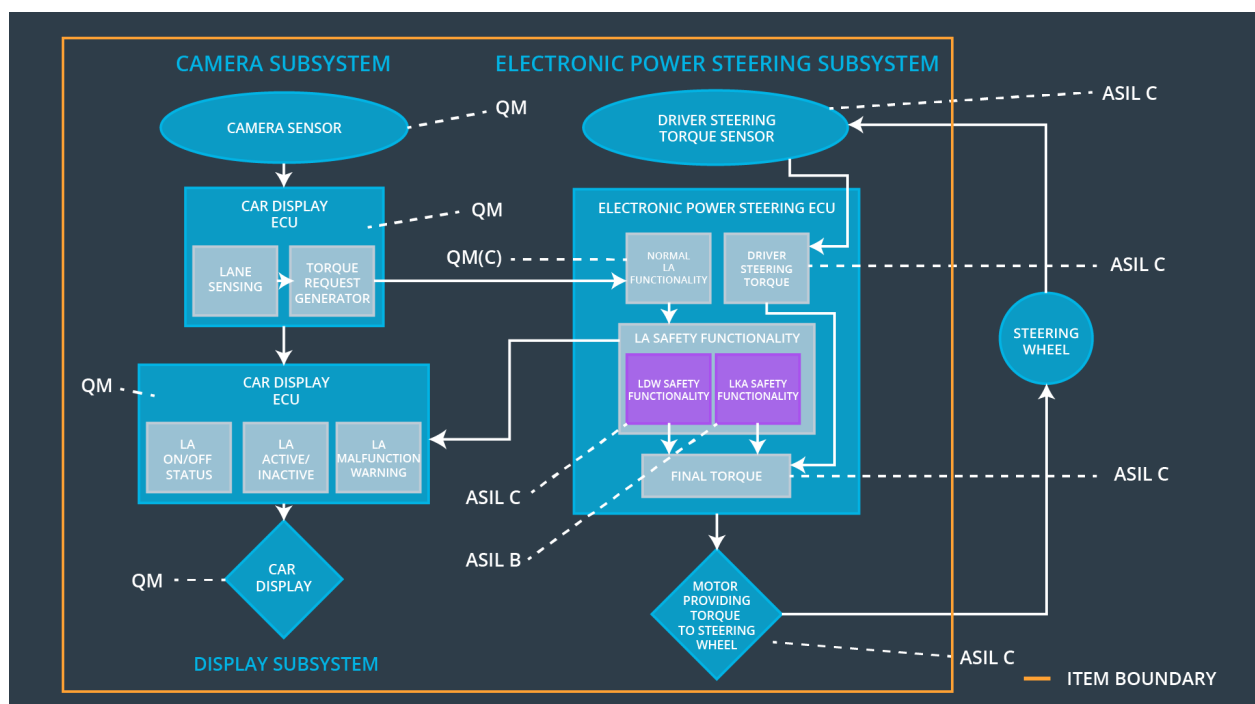 CAMERA SUBSYSTEM
ELECTRONIC POWER STEERING SUBSYSTEM
CAMERA SENSOR
QM
DRIVER STEERING
TORQUE SENSOR
ASIL C
CAR DISPLAY
ECU
QM
LANE
SENSING
TORQUE
REQUEST
GENERATOR
ELECTRONIC POWER STEERING ECU
QM(C)
NORMAL
LA
FUNCTIONALITY
DRIVER
STEERING
TORQUE
ASIL C
LA SAFETY FUNCTIONALITY
LDW SAFETY
FUNCTIONALITY
LKA SAFETY
FUNCTIONALITY
STEERING
WHEEL
QM
CAR DISPLAY
ECU
LA
ON/OFF
STATUS
LA
ACTIVE/
INACTIVE
LA
MALFUNCTION
WARNING
FINAL TORQUE
ASIL C
ASIL C
ASIL B
QM
CAR
DISPLAY
MOTOR
PROVIDING
TORQUE
TO STEERING
WHEEL
ASIL C
DISPLAY SUBSYSTEM
ITEM BOUNDARY